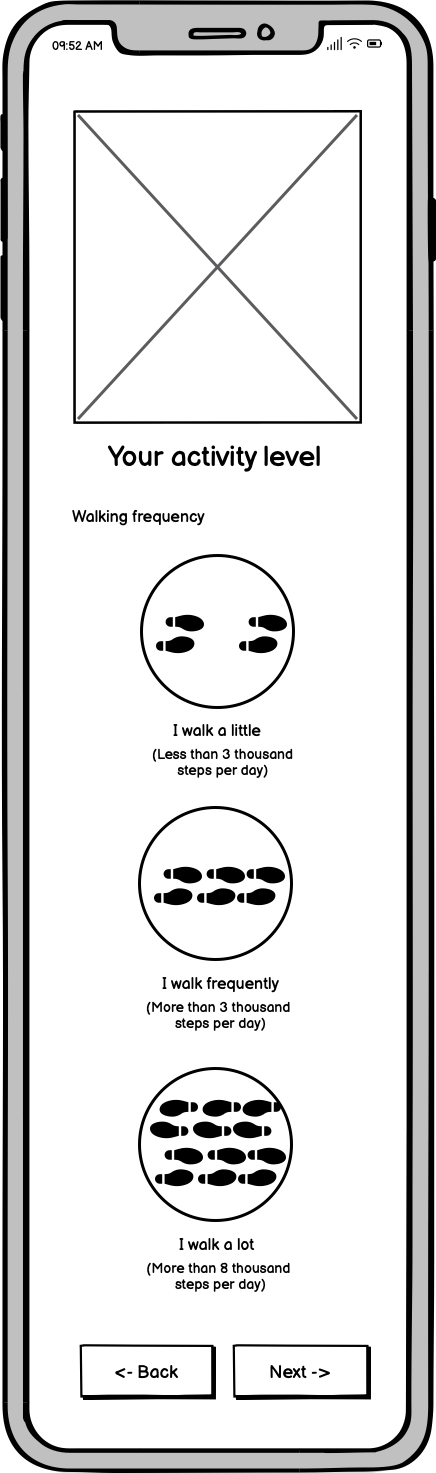 09:52 AM
Your activity level
Walking frequency
I walk a little
(Less than 3 thousand
steps per day)
I walk frequently
(More than 3 thousand
steps per day)
I walk a lot
(More than 8 thousand
steps per day)
<- Back
Next ->